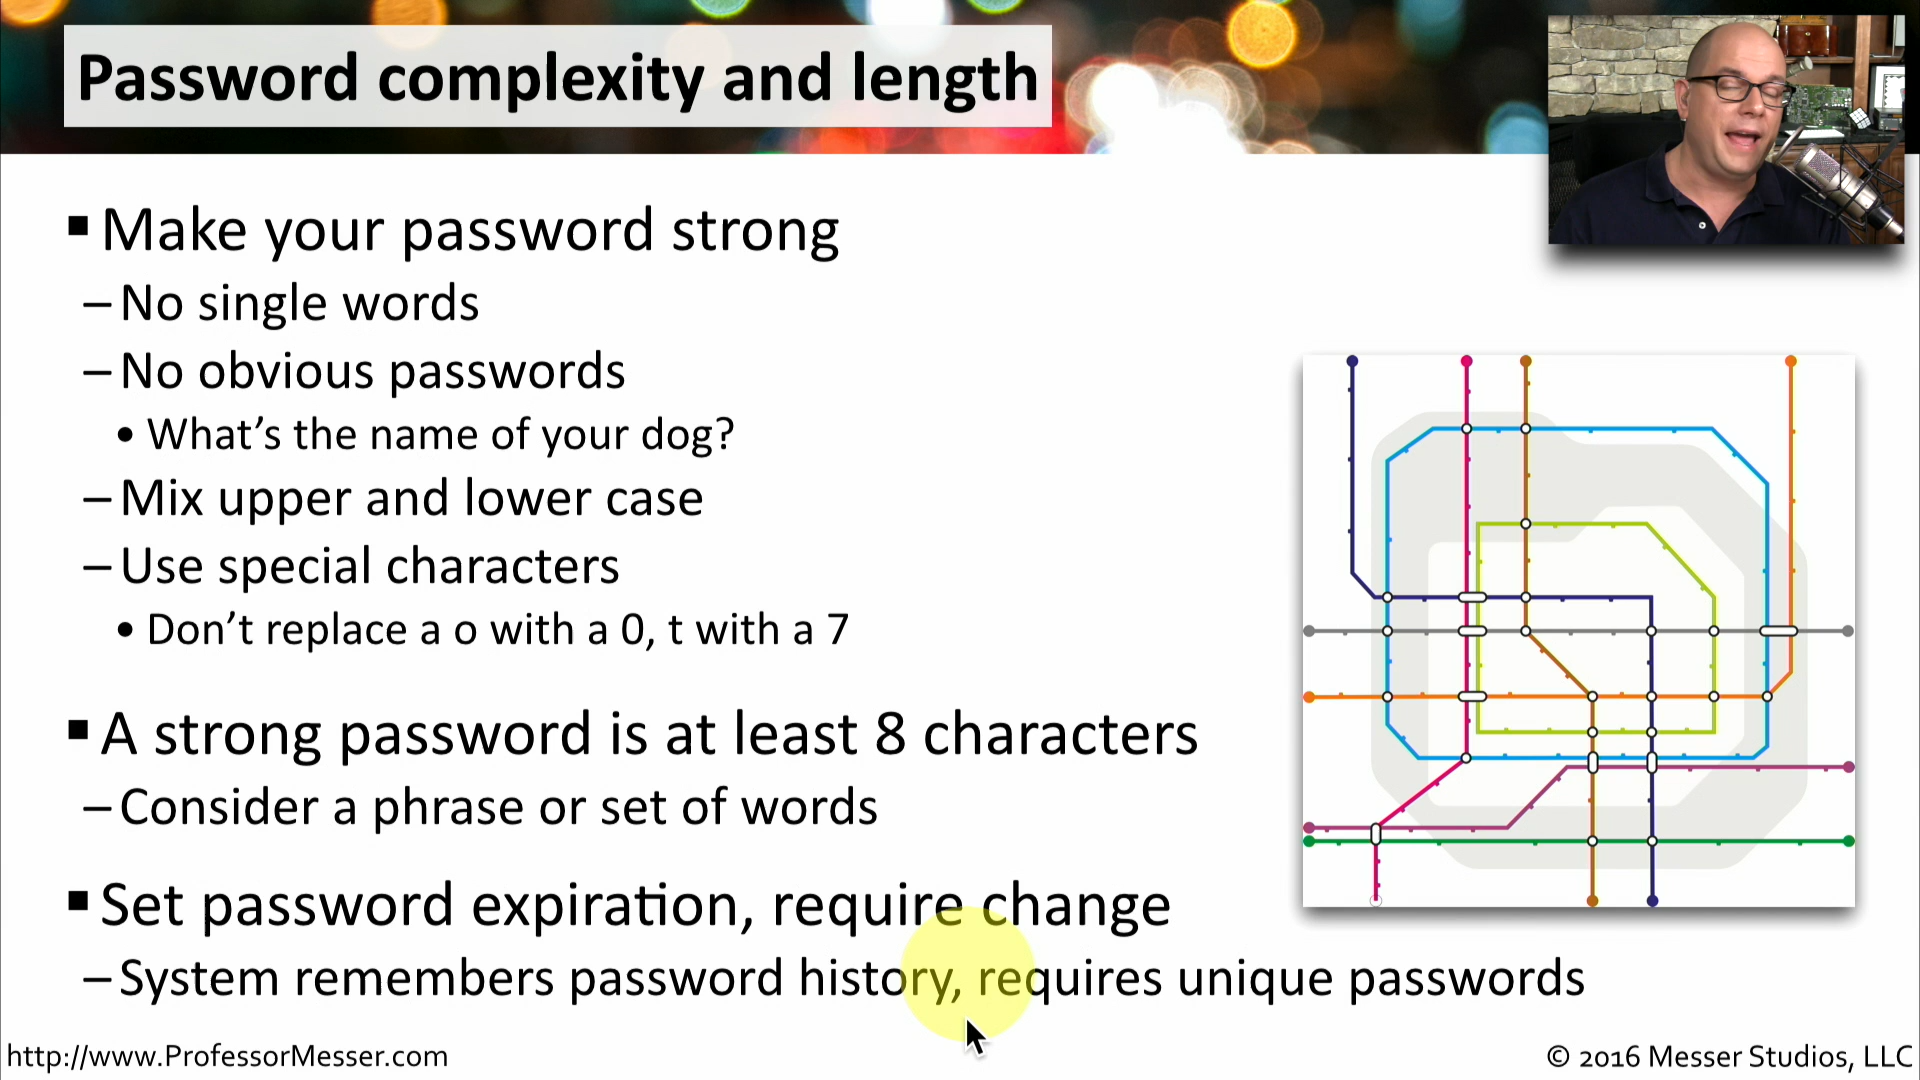 Password complexity and length
▪ Make your password strong
– No single words
– No obvious passwords
• What’s the name of your dog?
– Mix upper and lower case
– Use special characters
• Don’t replace a o with a 0, t with a 7
▪ A strong password is at least 8 characters
– Consider a phrase or set of words
▪ Set password expiration, require change
– System remembers password history, requires unique passwords
http://www.ProfessorMesser.com
© 2016 Messer Studios, LLC